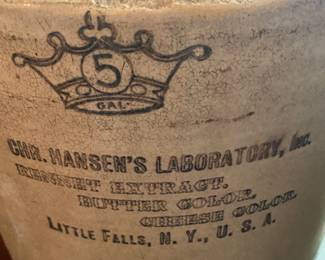 5
GAL.
CHR. HANSEN'S LABORATORY, Inc.
RENNET EXTRACT.
BUTTER COLOR,
CHEESE COLOR.
LITTLE FALLS, N. Y., U. S. A.